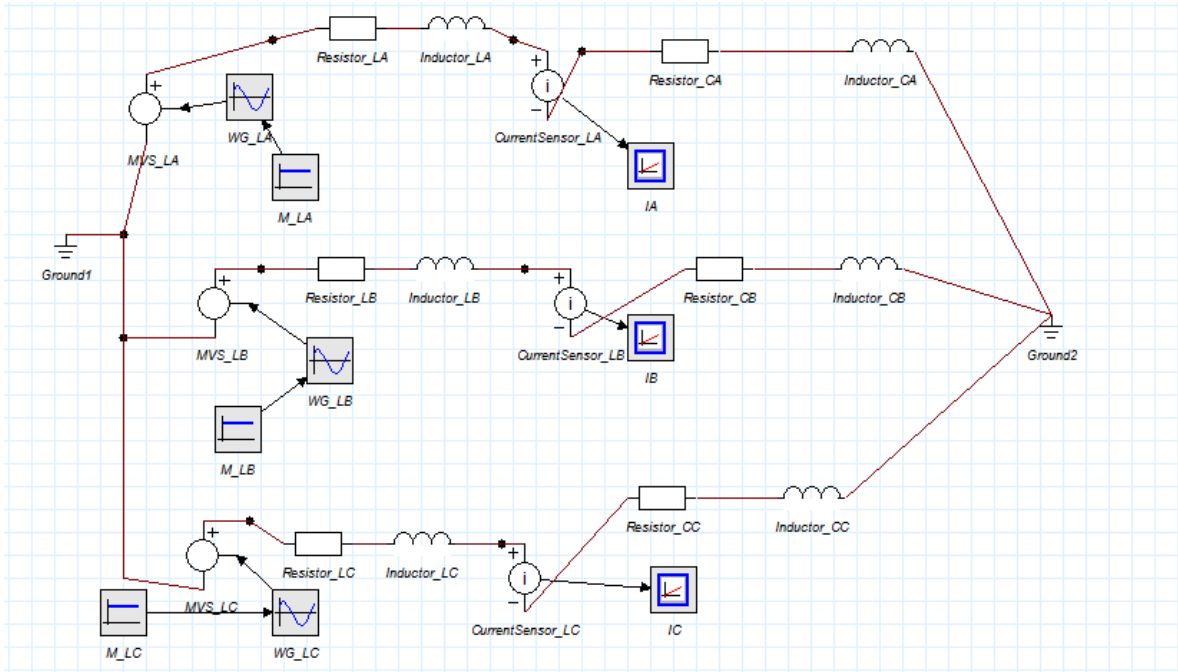 Resistor_LA
Inductor_LA
Resistor_CA
Inductor_CA
+
i
−
WG_LA
CurrentSensor_LA
MVS_LA
M_LA
IA
Ground1
+
Resistor_LB
Inductor_LB
+
i
−
Resistor_CB
Inductor_CB
MVS_LB
CurrentSensor_LB
IB
Ground2
WG_LB
M_LB
Resistor_CC
Inductor_CC
+
Resistor_LC
Inductor_LC
+
i
−
MVS_LC
CurrentSensor_LC
IC
M_LC
WG_LC
+